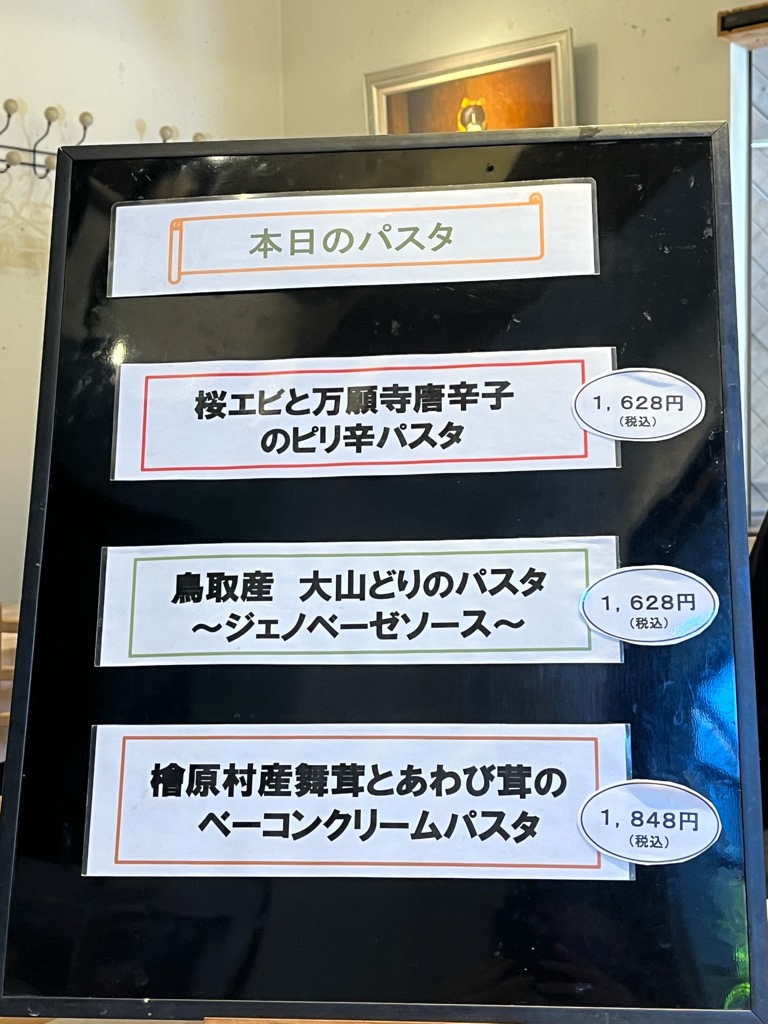 本日のパスタ
桜エビと万願寺唐辛子
のピリ辛パスタ
1,628円
(税込)
鳥取産 大山どりのパスタ
～ジェノベーゼソース～
1,628円
(税込)
檜原村産舞茸とあわび茸の
ベーコンクリームパスタ
1,848円
(税込)